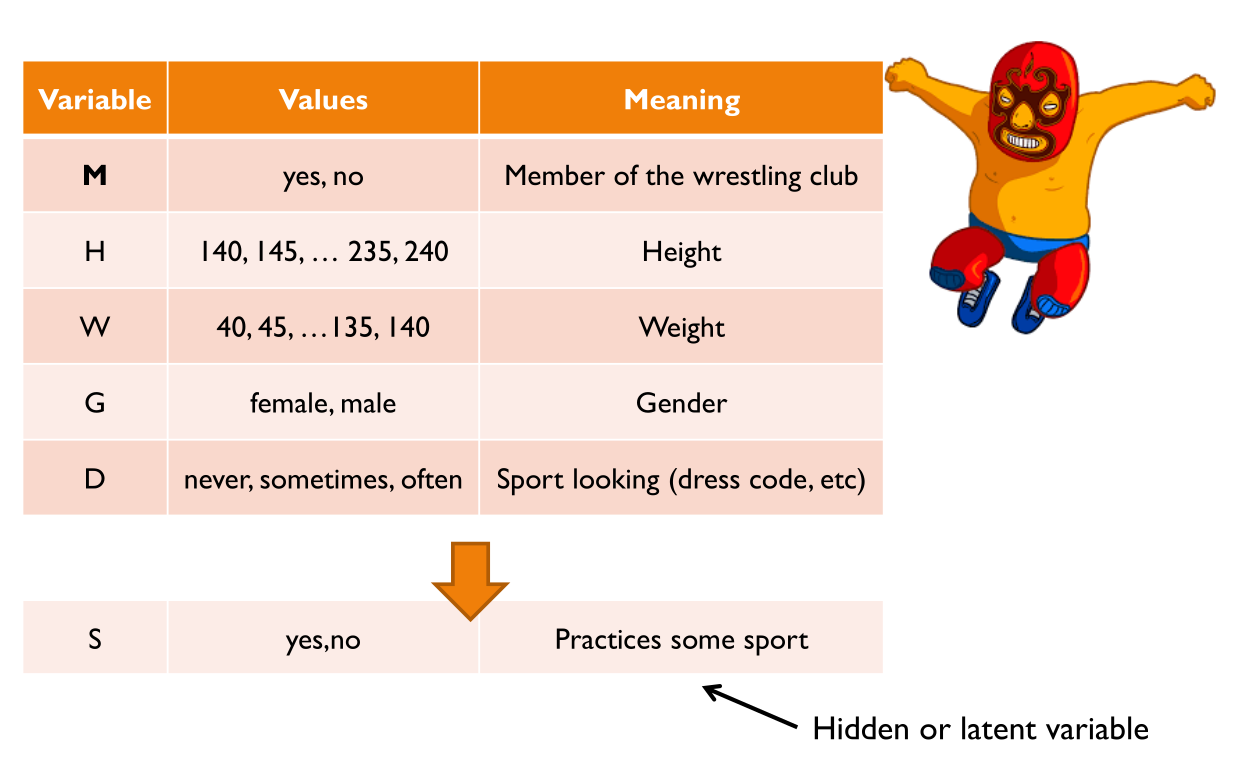 Variable Values Meaning
M yes, no Member of the wrestling club
H 140, 145, … 235, 240 Height
W 40, 45, …135, 140 Weight
G female, male Gender
D never, sometimes, often Sport looking (dress code, etc)
S yes,no Practices some sport
Hidden or latent variable